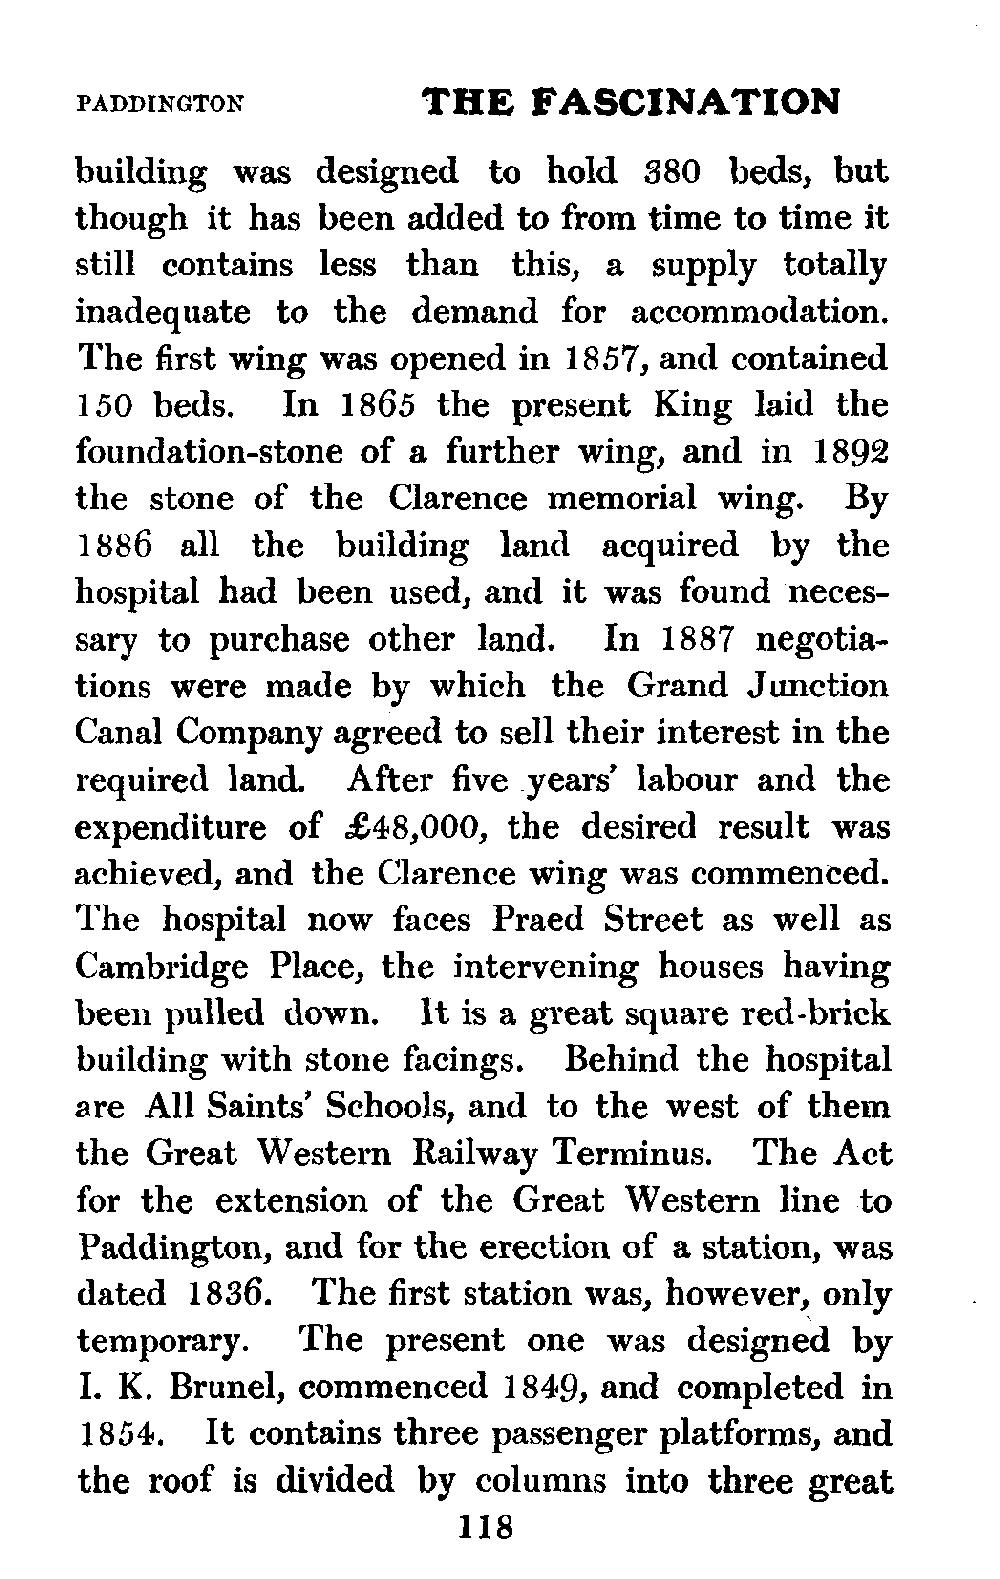 PADDINGTON THE FASCINATION
building was designed to hold 380 beds, but
though it has been added to from time to time it
still contains less than this, a supply totally
inadequate to the demand for accommodation.
The first wing was opened in 1857, and contained
150 beds. In 1865 the present King laid the
foundation-stone of a further wing, and in 1892
the stone of the Clarence memorial wing. By
1886 all the building land acquired by the
hospital had been used, and it was found neces-
sary to purchase other land. In 1887 negotia-
tions were made by which the Grand Junction
Canal Company agreed to sell their interest in the
required land. After five years' labour and the
expenditure of £48,000, the desired result was
achieved, and the Clarence wing was commenced.
The hospital now faces Praed Street as well as
Cambridge Place, the intervening houses having
been pulled down. It is a great square red-brick
building with stone facings. Behind the hospital
are All Saints' Schools, and to the west of them
the Great Western Railway Terminus. The Act
for the extension of the Great Western line to
Paddington, and for the erection of a station, was
dated 1836. The first station was, however, only
temporary. The present one was designed by
I. K. Brunel, commenced 1849, and completed in
1854. It contains three passenger platforms, and
the roof is divided by columns into three great
118